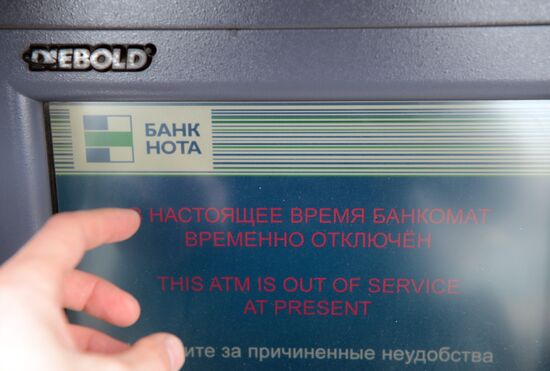 DIEBOLD
БАНК
НОТА
НАСТОЯЩЕЕ ВРЕМЯ БАНКОМАТ
ВРЕМЕННО ОТКЛЮЧЁН
THIS ATM IS OUT OF SERVICE
AT PRESENT
за причиненные неудобства